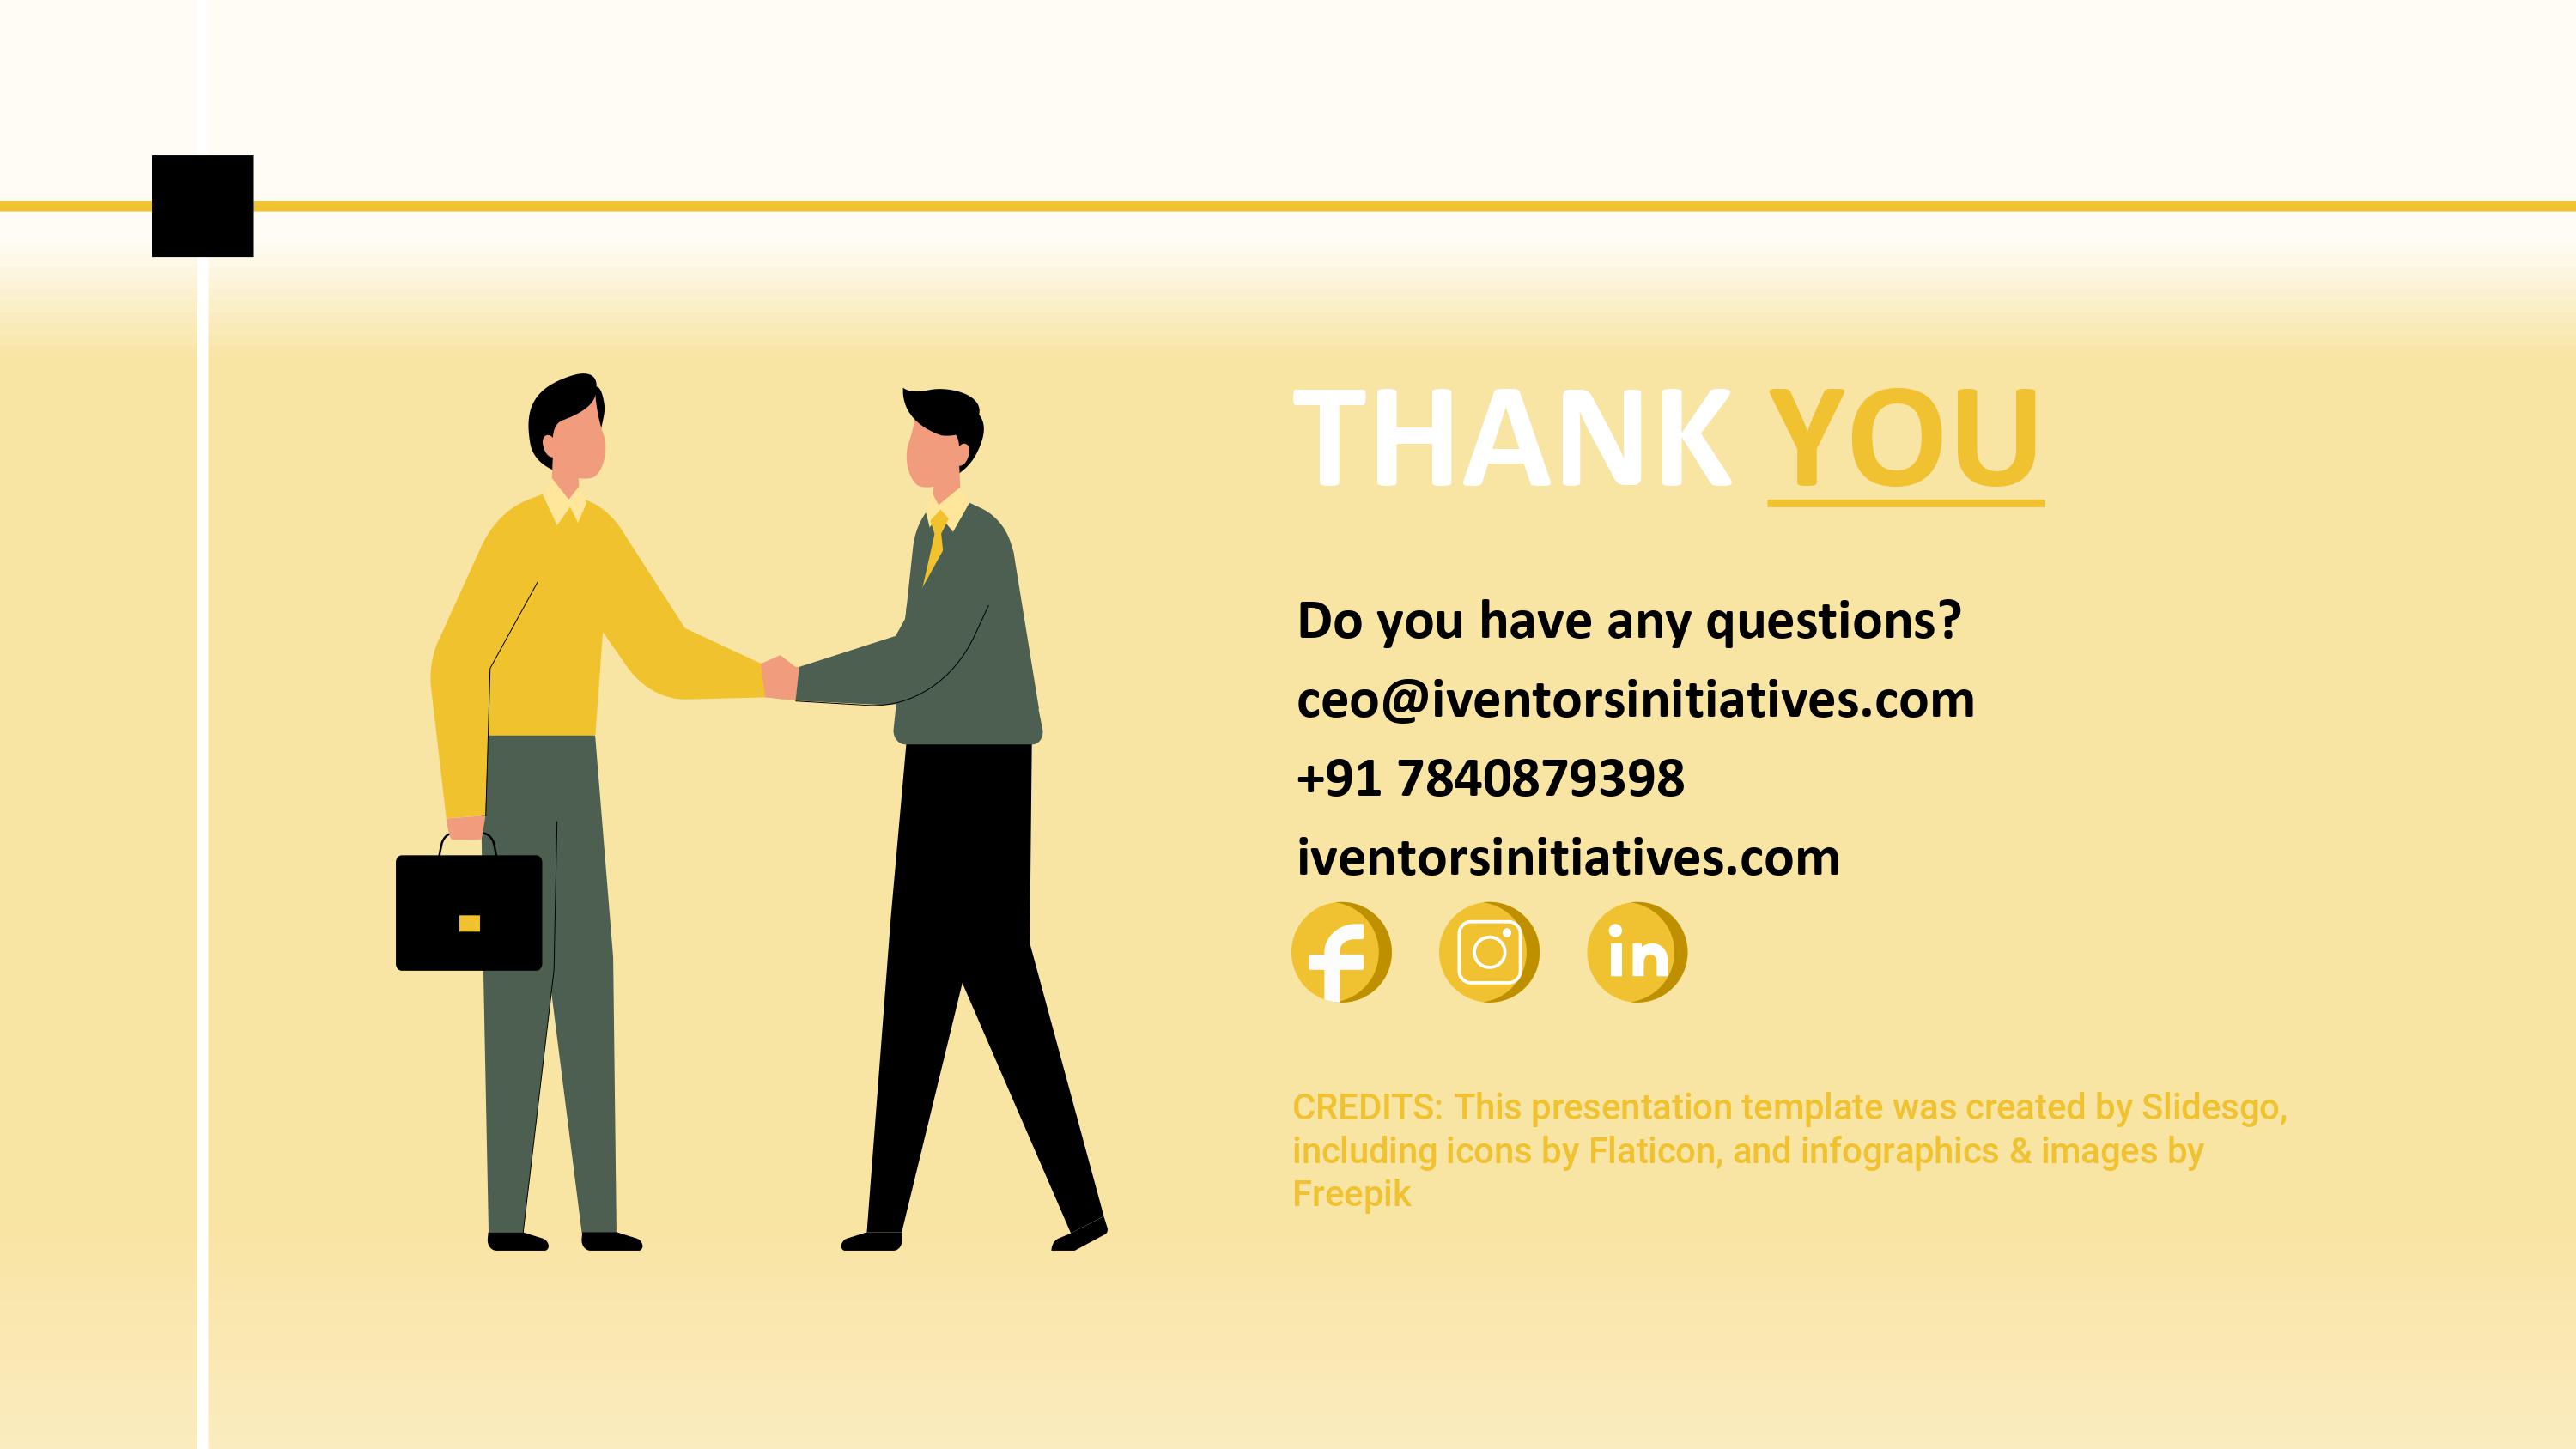 THANK YOU
Do you have any questions?
ceo@iventorsinitiatives.com
+91 7840879398
iventorsinitiatives.com
CREDITS: This presentation template was created by Slidesgo,
including icons by Flaticon, and infographics & images by
Freepik